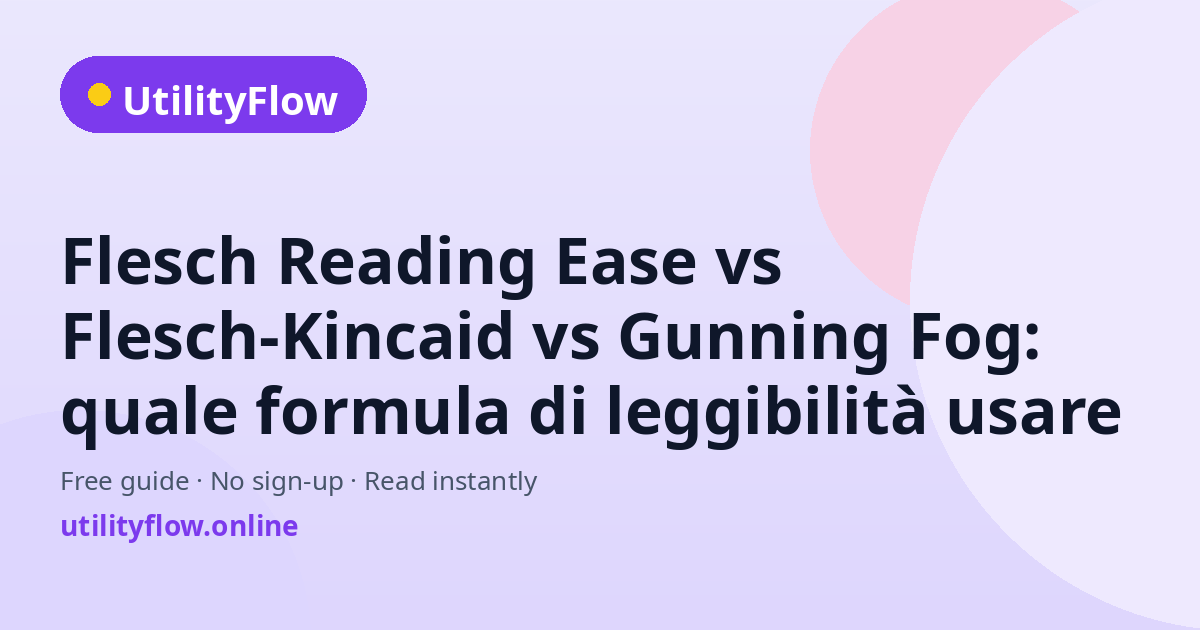 UtilityFlow
Flesch Reading Ease vs
Flesch-Kincaid vs Gunning Fog:
quale formula di leggibilità usare
Free guide · No sign-up · Read instantly
utilityflow.online